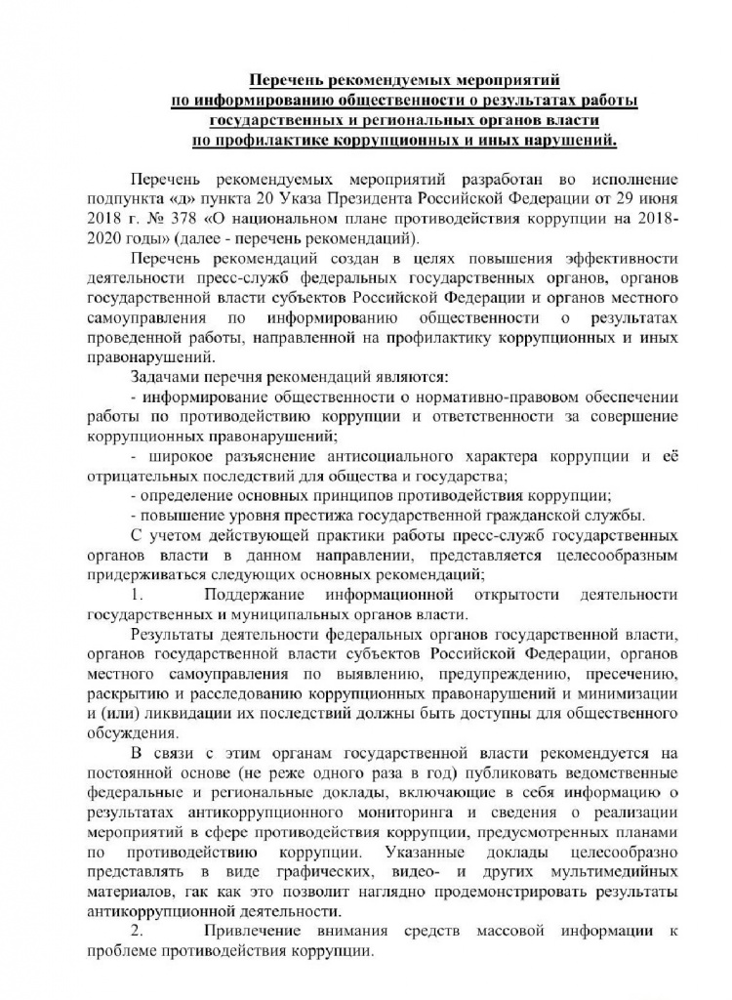 Перечень рекомендуемых мероприятий
по информированию общественности о результатах работы
государственных и региональных органов власти
по профилактике коррупционных и иных нарушений.
Перечень рекомендуемых мероприятий разработан во исполнение
подпункта «д» пункта 20 Указа Президента Российской Федерации от 29 июня
2018 г. № 378 «О национальном плане противодействия коррупции на 2018-
2020 годы» (далее - перечень рекомендаций).
Перечень рекомендаций создан в целях повышения эффективности
деятельности пресс-служб федеральных государственных органов, органов
государственной власти субъектов Российской Федерации и органов местного
самоуправления по информированию общественности о результатах
проведенной работы, направленной на профилактику коррупционных и иных
правонарушений.
Задачами перечня рекомендаций являются:
- информирование общественности о нормативно-правовом обеспечении
работы по противодействию коррупции и ответственности за совершение
коррупционных правонарушений;
- широкое разъяснение антисоциального характера коррупции и её
отрицательных последствий для общества и государства;
- определение основных принципов противодействия коррупции;
- повышение уровня престижа государственной гражданской службы.
С учетом действующей практики работы пресс-служб государственных
органов власти в данном направлении, представляется целесообразным
придерживаться следующих основных рекомендаций;
1. Поддержание информационной открытости деятельности
государственных и муниципальных органов власти.
Результаты деятельности федеральных органов государственной власти,
органов государственной власти субъектов Российской Федерации, органов
местного самоуправления по выявлению, предупреждению, пресечению,
раскрытию и расследованию коррупционных правонарушений и минимизации
и (или) ликвидации их последствий должны быть доступны для общественного
обсуждения.
В связи с этим органам государственной власти рекомендуется на
постоянной основе (не реже одного раза в год) публиковать ведомственные
федеральные и региональные доклады, включающие в себя информацию о
результатах антикоррупционного мониторинга и сведения о реализации
мероприятий в сфере противодействия коррупции, предусмотренных планами
по противодействию коррупции. Указанные доклады целесообразно
представлять в виде графических, видео- и других мультимедийных
материалов, гак как это позволит наглядно продемонстрировать результаты
антикоррупционной деятельности.
2. Привлечение внимания средств массовой информации к
проблеме противодействия коррупции.